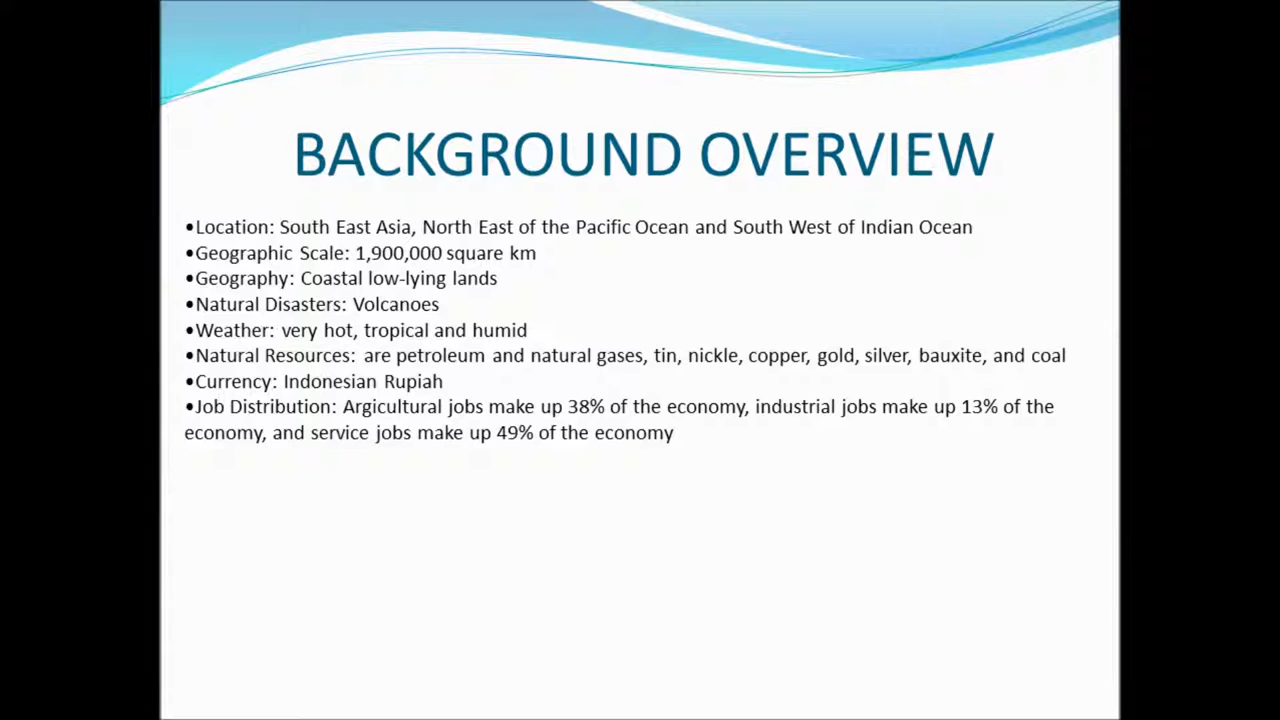 BACKGROUND OVERVIEW
•Location: South East Asia, North East of the Pacific Ocean and South West of Indian Ocean
•Geographic Scale: 1,900,000 square km
•Geography: Coastal low-lying lands
•Natural Disasters: Volcanoes
•Weather: very hot, tropical and humid
•Natural Resources: are petroleum and natural gases, tin, nickle, copper, gold, silver, bauxite, and coal
•Currency: Indonesian Rupiah
•Job Distribution: Argicultural jobs make up 38% of the economy, industrial jobs make up 13% of the
economy, and service jobs make up 49% of the economy